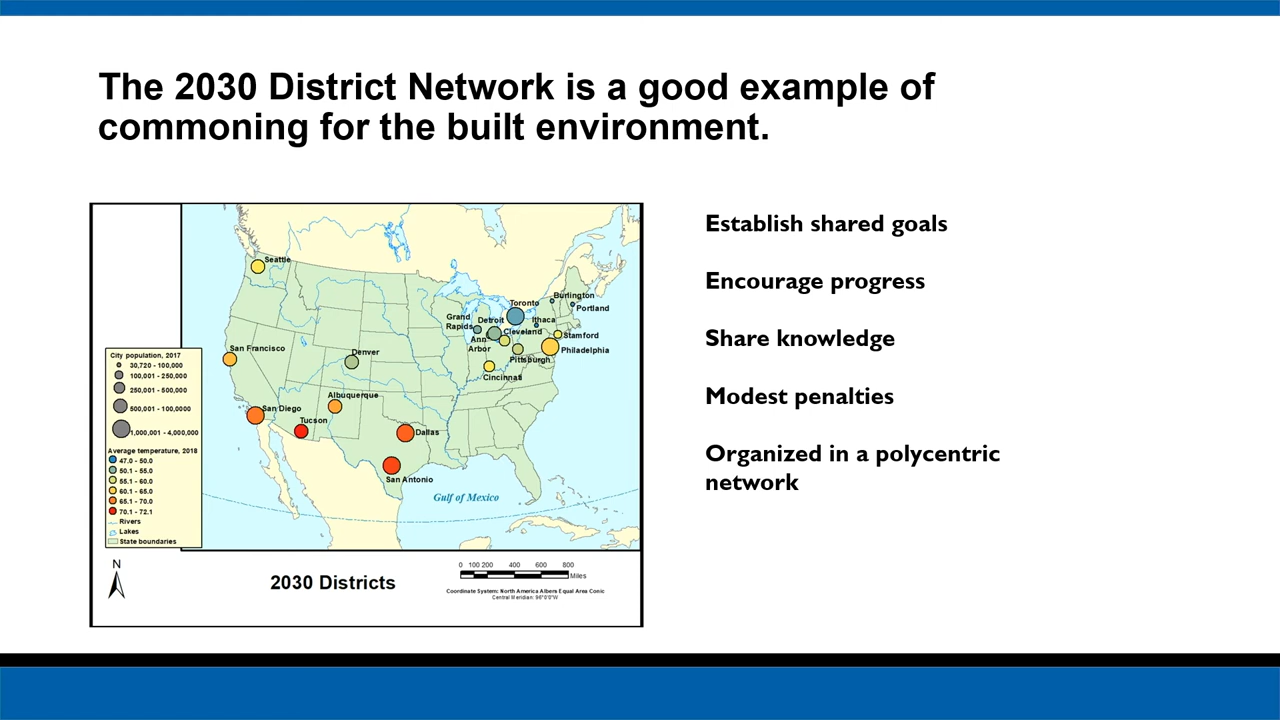 The 2030 District Network is a good example of
commoning for the built environment.
Seattle
San Francisco
San Diego
Tucson
Albuquerque
Denver
Dallas
San Antonio
Grand
Rapids
Detroit
Toronto
Ann
Arbor
Cleveland
Ithaca
Burlington
Portland
Stamford
Philadelphia
Pittsburgh
Cincinnati
Gulf of Mexico
City population, 2017
30,720 - 100,000
100,001 - 250,000
250,001 - 500,000
500,001 - 100,0000
1,000,001 - 4,000,000
Average temperature, 2018
47.0 - 50.0
50.1 - 55.0
55.1 - 60.0
60.1 - 65.0
65.1 - 70.0
70.1 - 72.1
Rivers
Lakes
State boundaries
N
2030 Districts
0 100 200 400 600 800
Miles
Coordinate System: North America Albers Equal Area Conic
Central Meridian: 96°0'0"W
Establish shared goals
Encourage progress
Share knowledge
Modest penalties
Organized in a polycentric
network